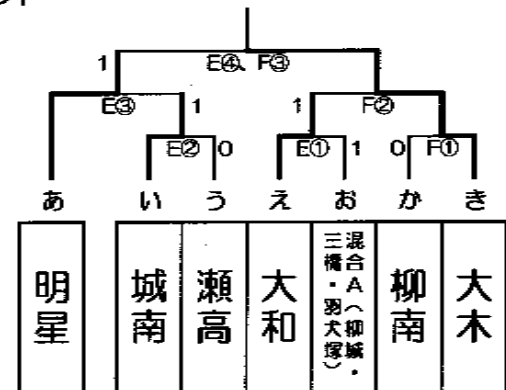 1 E④、F③
E③ 1 1 F②
E② 0 E① 1 0 F①
あ い う え お か き
明星
城南
瀬高
大和
混合A(柳城・
三橋・羽犬塚)
柳南
大木